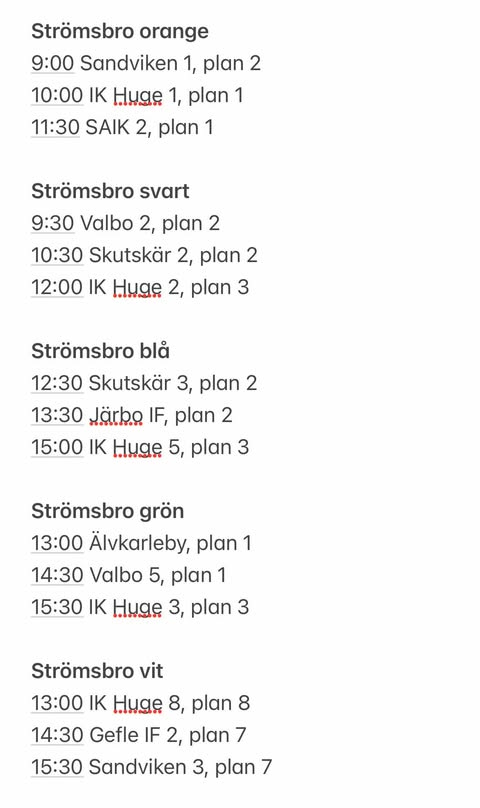 Strömsbro orange
9:00 Sandviken 1, plan 2
10:00 IK Huge 1, plan 1
11:30 SAIK 2, plan 1
Strömsbro svart
9:30 Valbo 2, plan 2
10:30 Skutskär 2, plan 2
12:00 IK Huge 2, plan 3
Strömsbro blå
12:30 Skutskär 3, plan 2
13:30 Järbo IF, plan 2
15:00 IK Huge 5, plan 3
Strömsbro grön
13:00 Älvkarleby, plan 1
14:30 Valbo 5, plan 1
15:30 IK Huge 3, plan 3
Strömsbro vit
13:00 IK Huge 8, plan 8
14:30 Gefle IF 2, plan 7
15:30 Sandviken 3, plan 7